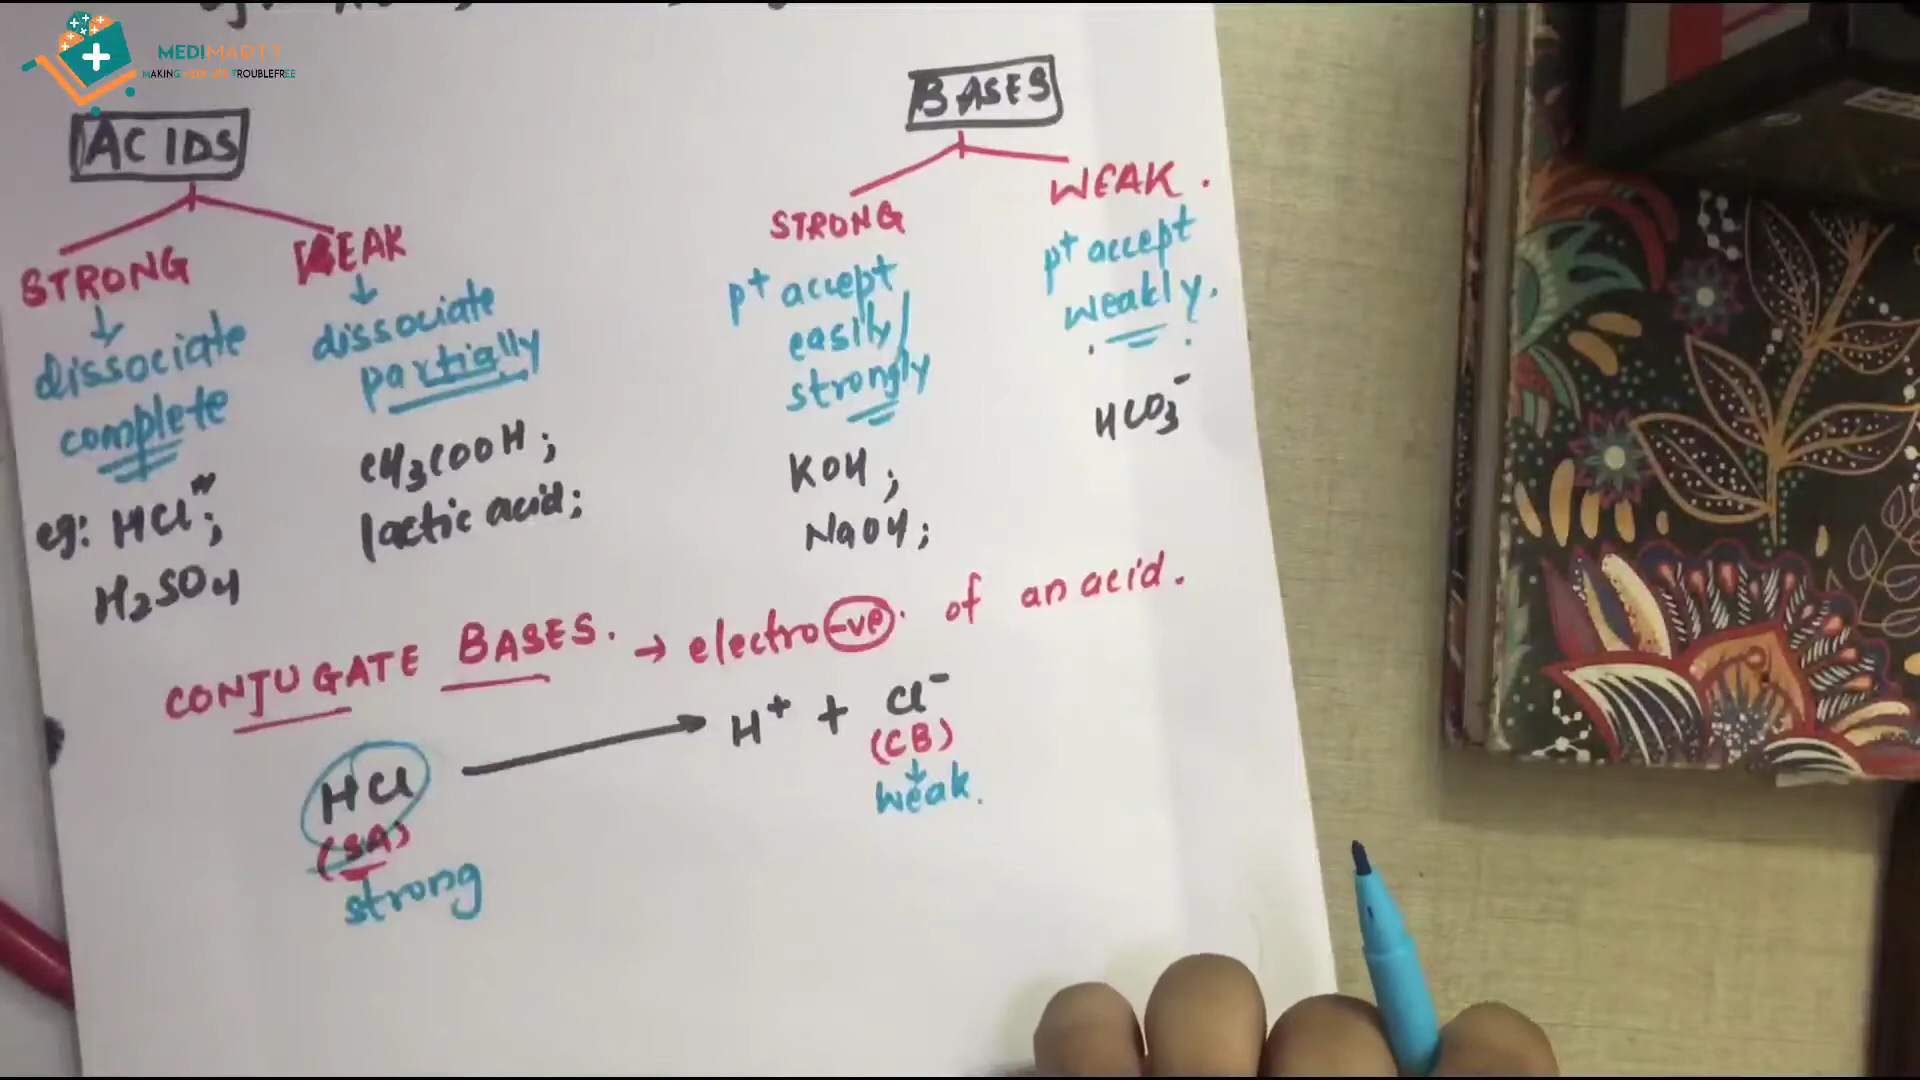 MEDIMARTT
MAKING TROUBLEFREE
BASES
ACIDS
STRONG
WEAK
STRONG
WEAK.
dissociate
complete
dissociate
partially
p+ accept
easily/
strongly
p+ accept
weakly.
eg: HCl;
H2SO4
CH3COOH;
lactic acid;
KOH;
NaOH;
HCO3-
CONJUGATE BASES. → electro -ve. of an acid.
HCl → H+ + Cl-
(SA)
strong
(CB)
↓
weak.